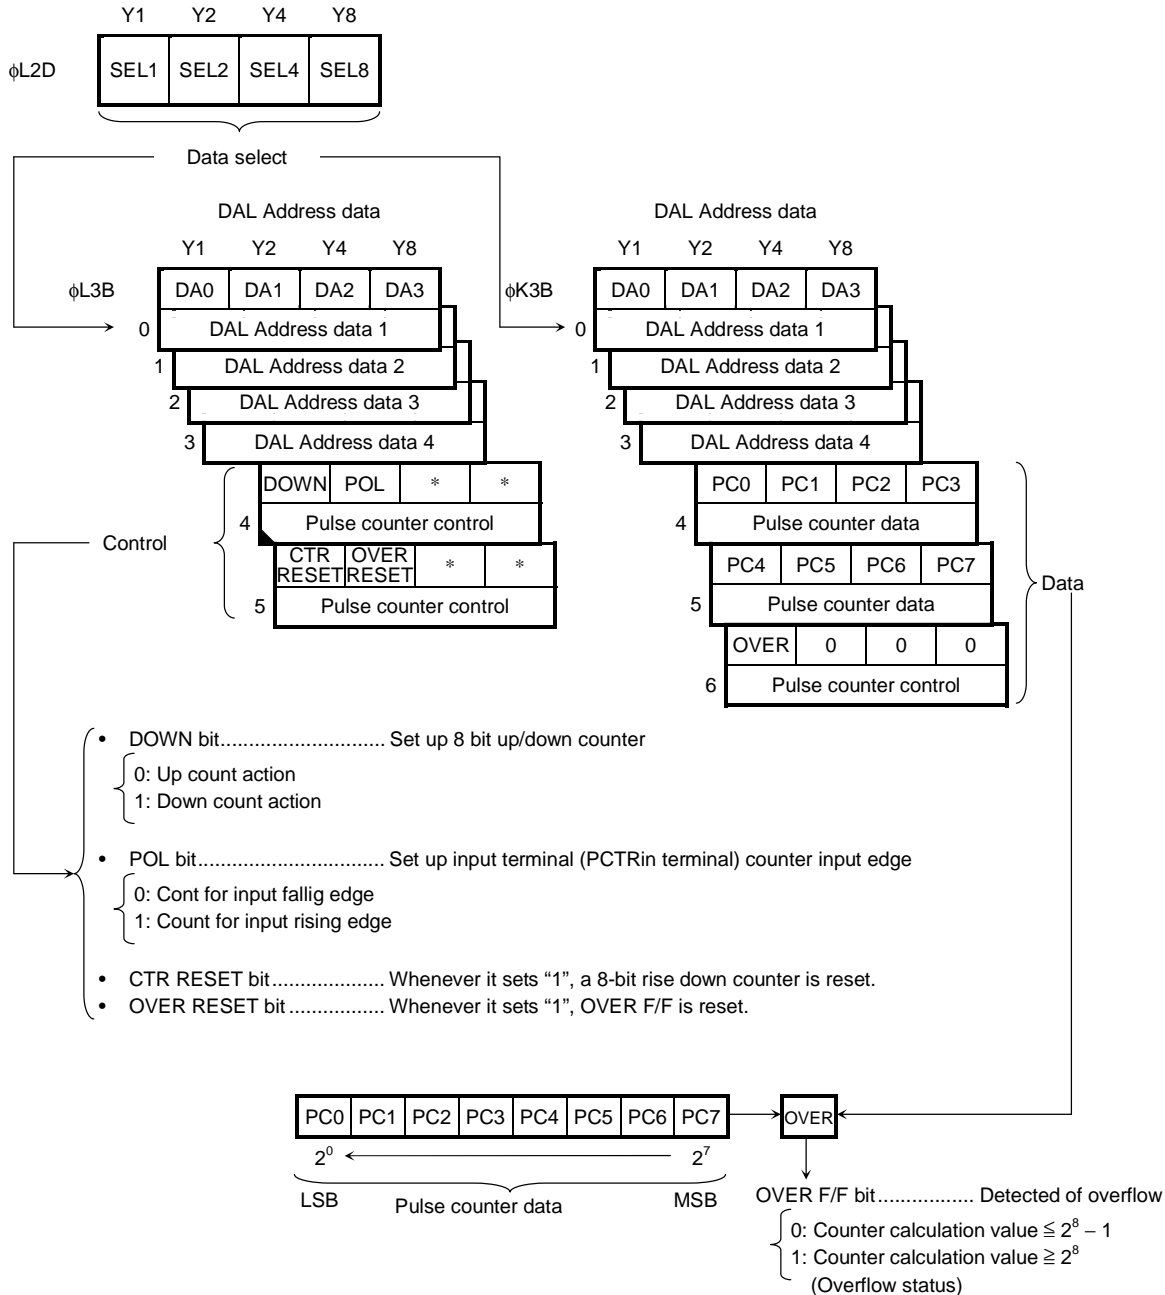 Y1 Y2 Y4 Y8
φL2D SEL1 SEL2 SEL4 SEL8
Data select
DAL Address data DAL Address data
Y1 Y2 Y4 Y8 Y1 Y2 Y4 Y8
φL3B DA0 DA1 DA2 DA3 φK3B DA0 DA1 DA2 DA3
0 DAL Address data 1 0 DAL Address data 1
1 DAL Address data 2 1 DAL Address data 2
2 DAL Address data 3 2 DAL Address data 3
3 DAL Address data 4 3 DAL Address data 4
DOWN POL * * PC0 PC1 PC2 PC3
4 Pulse counter control 4 Pulse counter data
Control
CTR RESET OVER RESET * * PC4 PC5 PC6 PC7
Data
5 Pulse counter control 5 Pulse counter data
OVER 0 0 0
6 Pulse counter control
• DOWN bit............................. Set up 8 bit up/down counter
0: Up count action
1: Down count action
• POL bit................................. Set up input terminal (PCTRin terminal) counter input edge
0: Cont for input fallig edge
1: Count for input rising edge
• CTR RESET bit.................... Whenever it sets “1”, a 8-bit rise down counter is reset.
• OVER RESET bit................. Whenever it sets “1”, OVER F/F is reset.
PC0 PC1 PC2 PC3 PC4 PC5 PC6 PC7 OVER
2⁰ 2⁷
LSB Pulse counter data MSB
OVER F/F bit................. Detected of overflow
0: Counter calculation value ≦ 2⁸ − 1
1: Counter calculation value ≧ 2⁸
(Overflow status)